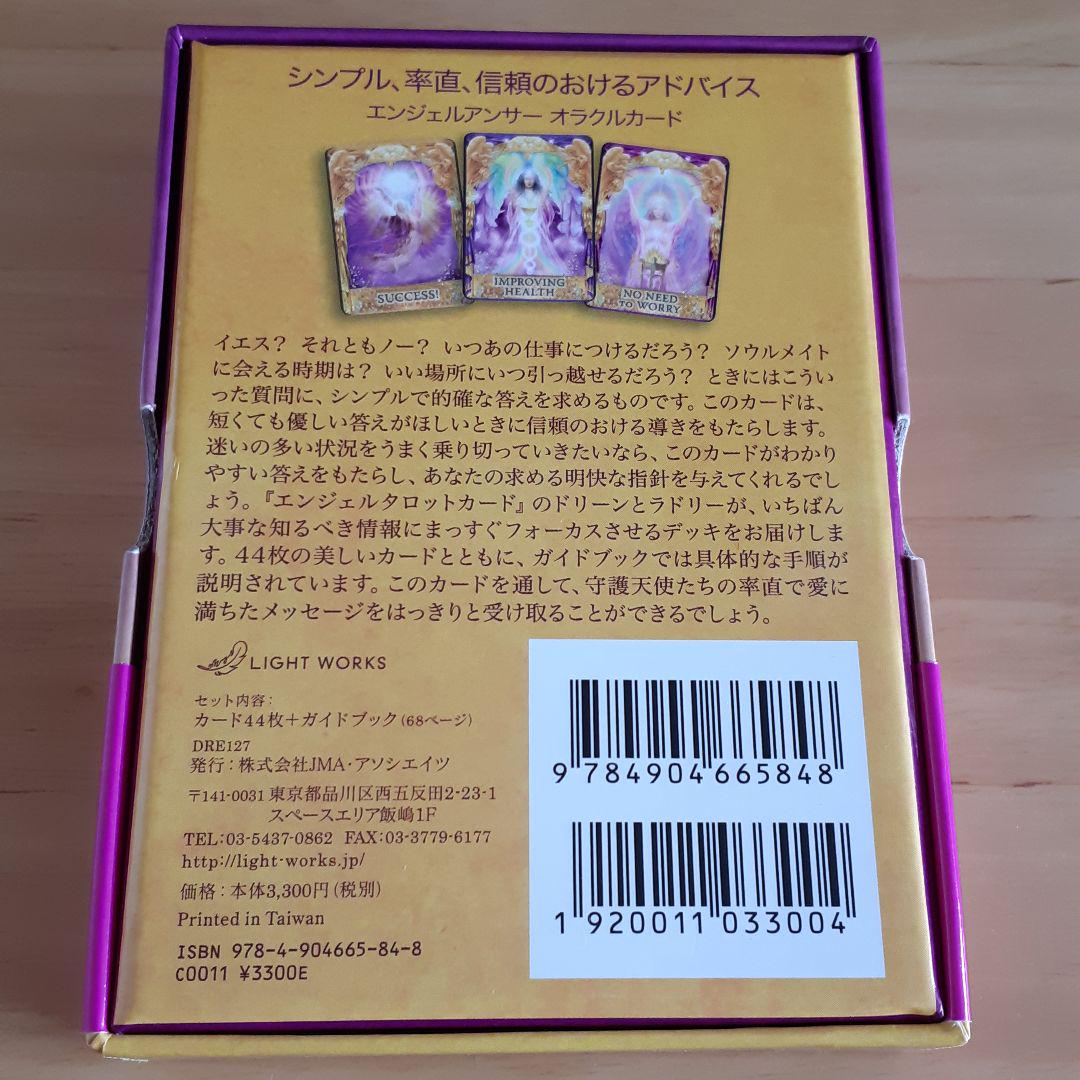 シンプル、率直、信頼のおけるアドバイス
エンジェルアンサー オラクルカード
SUCCESS!
IMPROVING
HEALTH
NO NEED
TO WORRY
イエス? それともノー? いつあの仕事につけるだろう? ソウルメイト
に会える時期は? いい場所にいつ引っ越せるだろう? ときにはこうい
った質問に、シンプルで的確な答えを求めるものです。このカードは、
短くても優しい答えがほしいときに信頼のおける導きをもたらします。
迷いの多い状況をうまく乗り切っていきたいなら、このカードがわかり
やすい答えをもたらし、あなたの求める明快な指針を与えてくれるでし
ょう。『エンジェルタロットカード』のドリーンとラドリーが、いちばん
大事な知るべき情報にまっすぐフォーカスさせるデッキをお届けしま
す。44枚の美しいカードとともに、ガイドブックでは具体的な手順が
説明されています。このカードを通して、守護天使たちの率直で愛に
満ちたメッセージをはっきりと受け取ることができるでしょう。
LIGHT WORKS
セット内容:
カード44枚+ガイドブック(68ページ)
DRE127
発行:株式会社JMA・アソシエイツ
〒141-0031 東京都品川区西五反田2-23-1
スペースエリア飯嶋1F
TEL:03-5437-0862 FAX:03-3779-6177
http://light-works.jp/
価格:本体3,300円(税別)
Printed in Taiwan
ISBN 978-4-904665-84-8
C0011 ¥3300E
9784904665848
1920011033004